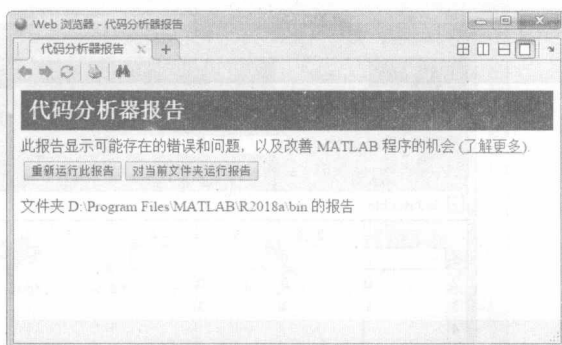 Web 浏览器 - 代码分析器报告
代码分析器报告
代码分析器报告
此报告显示可能存在的错误和问题，以及改善 MATLAB 程序的机会 (了解更多).
重新运行此报告 对当前文件夹运行报告
文件夹 D:\Program Files\MATLAB\R2018a\bin 的报告